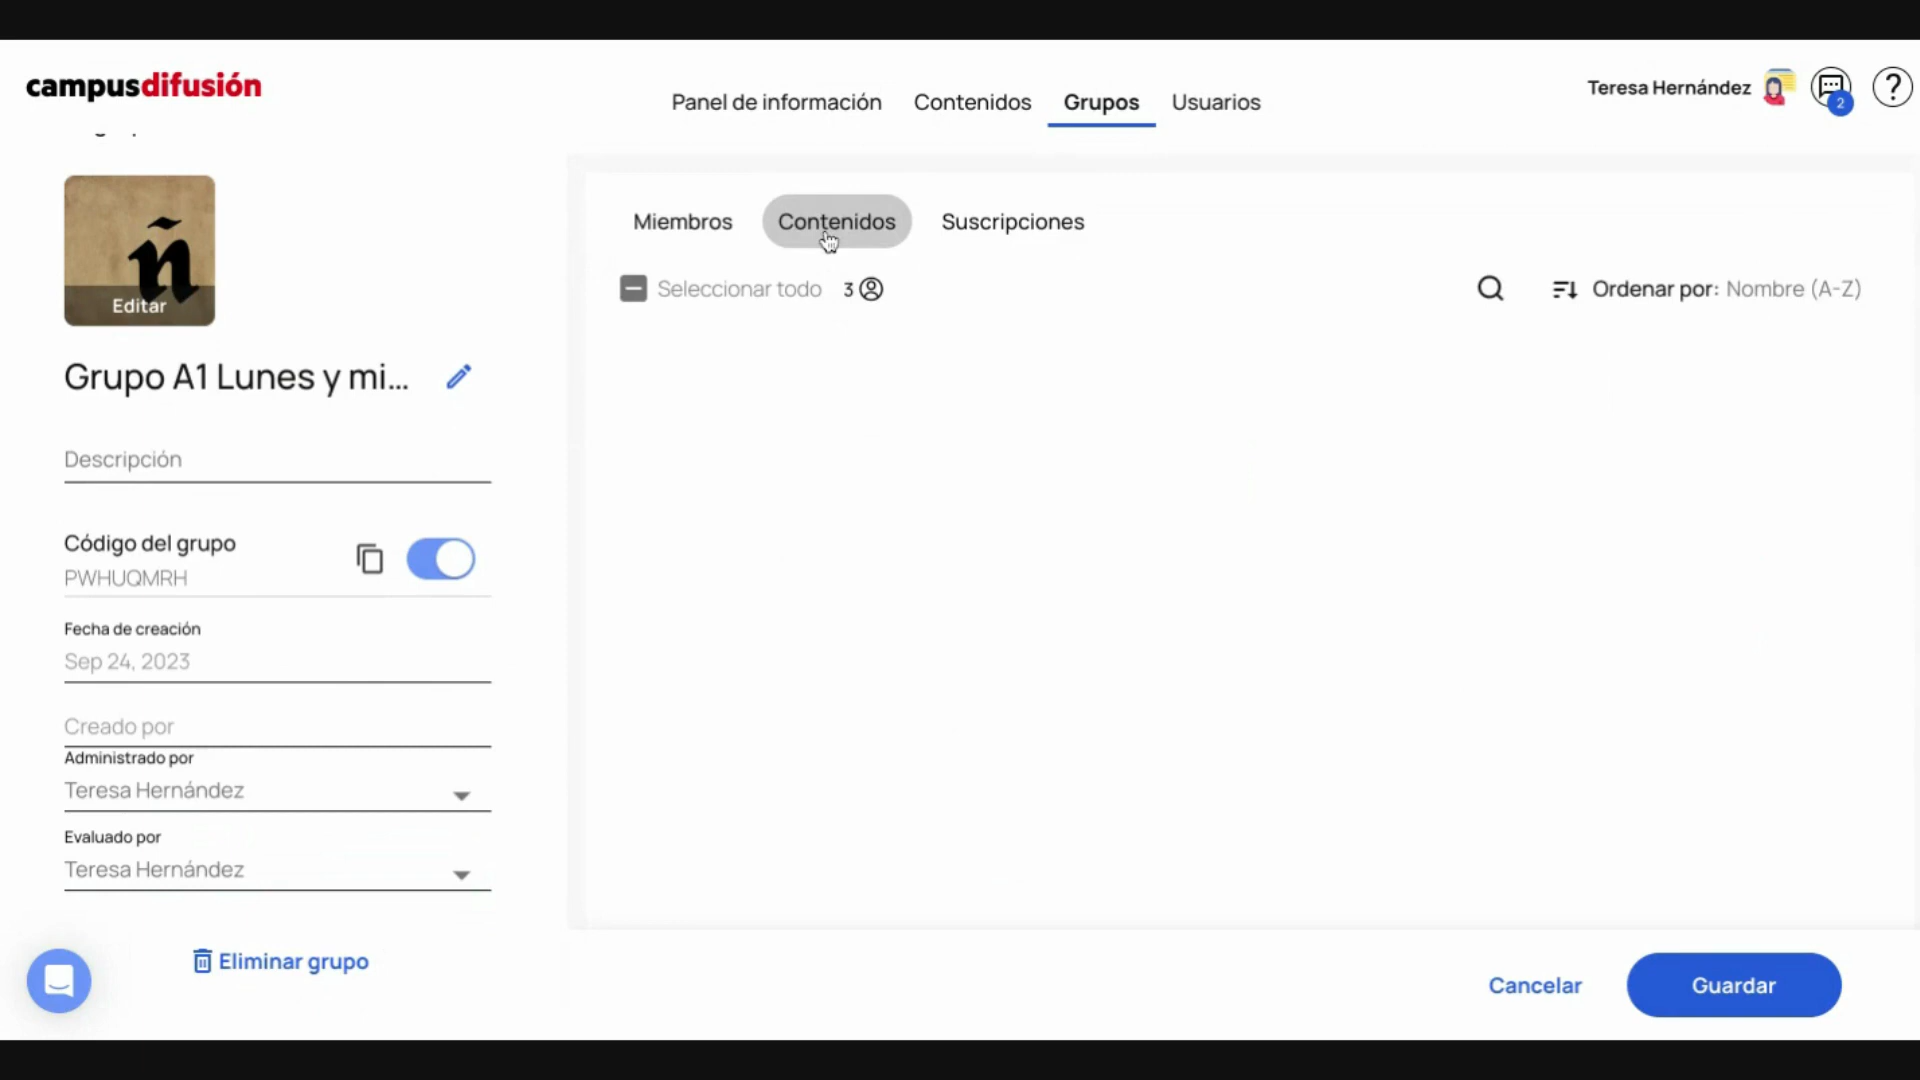 campusdifusión
Panel de información
Contenidos
Grupos
Usuarios
Teresa Hernández
2
?
ñ
Editar
Grupo A1 Lunes y mi...
Descripción
Código del grupo
PWHUQMRH
Fecha de creación
Sep 24, 2023
Creado por
Administrado por
Teresa Hernández
Evaluado por
Teresa Hernández
Eliminar grupo
Miembros
Contenidos
Suscripciones
Seleccionar todo 3
Ordenar por: Nombre (A-Z)
Cancelar
Guardar